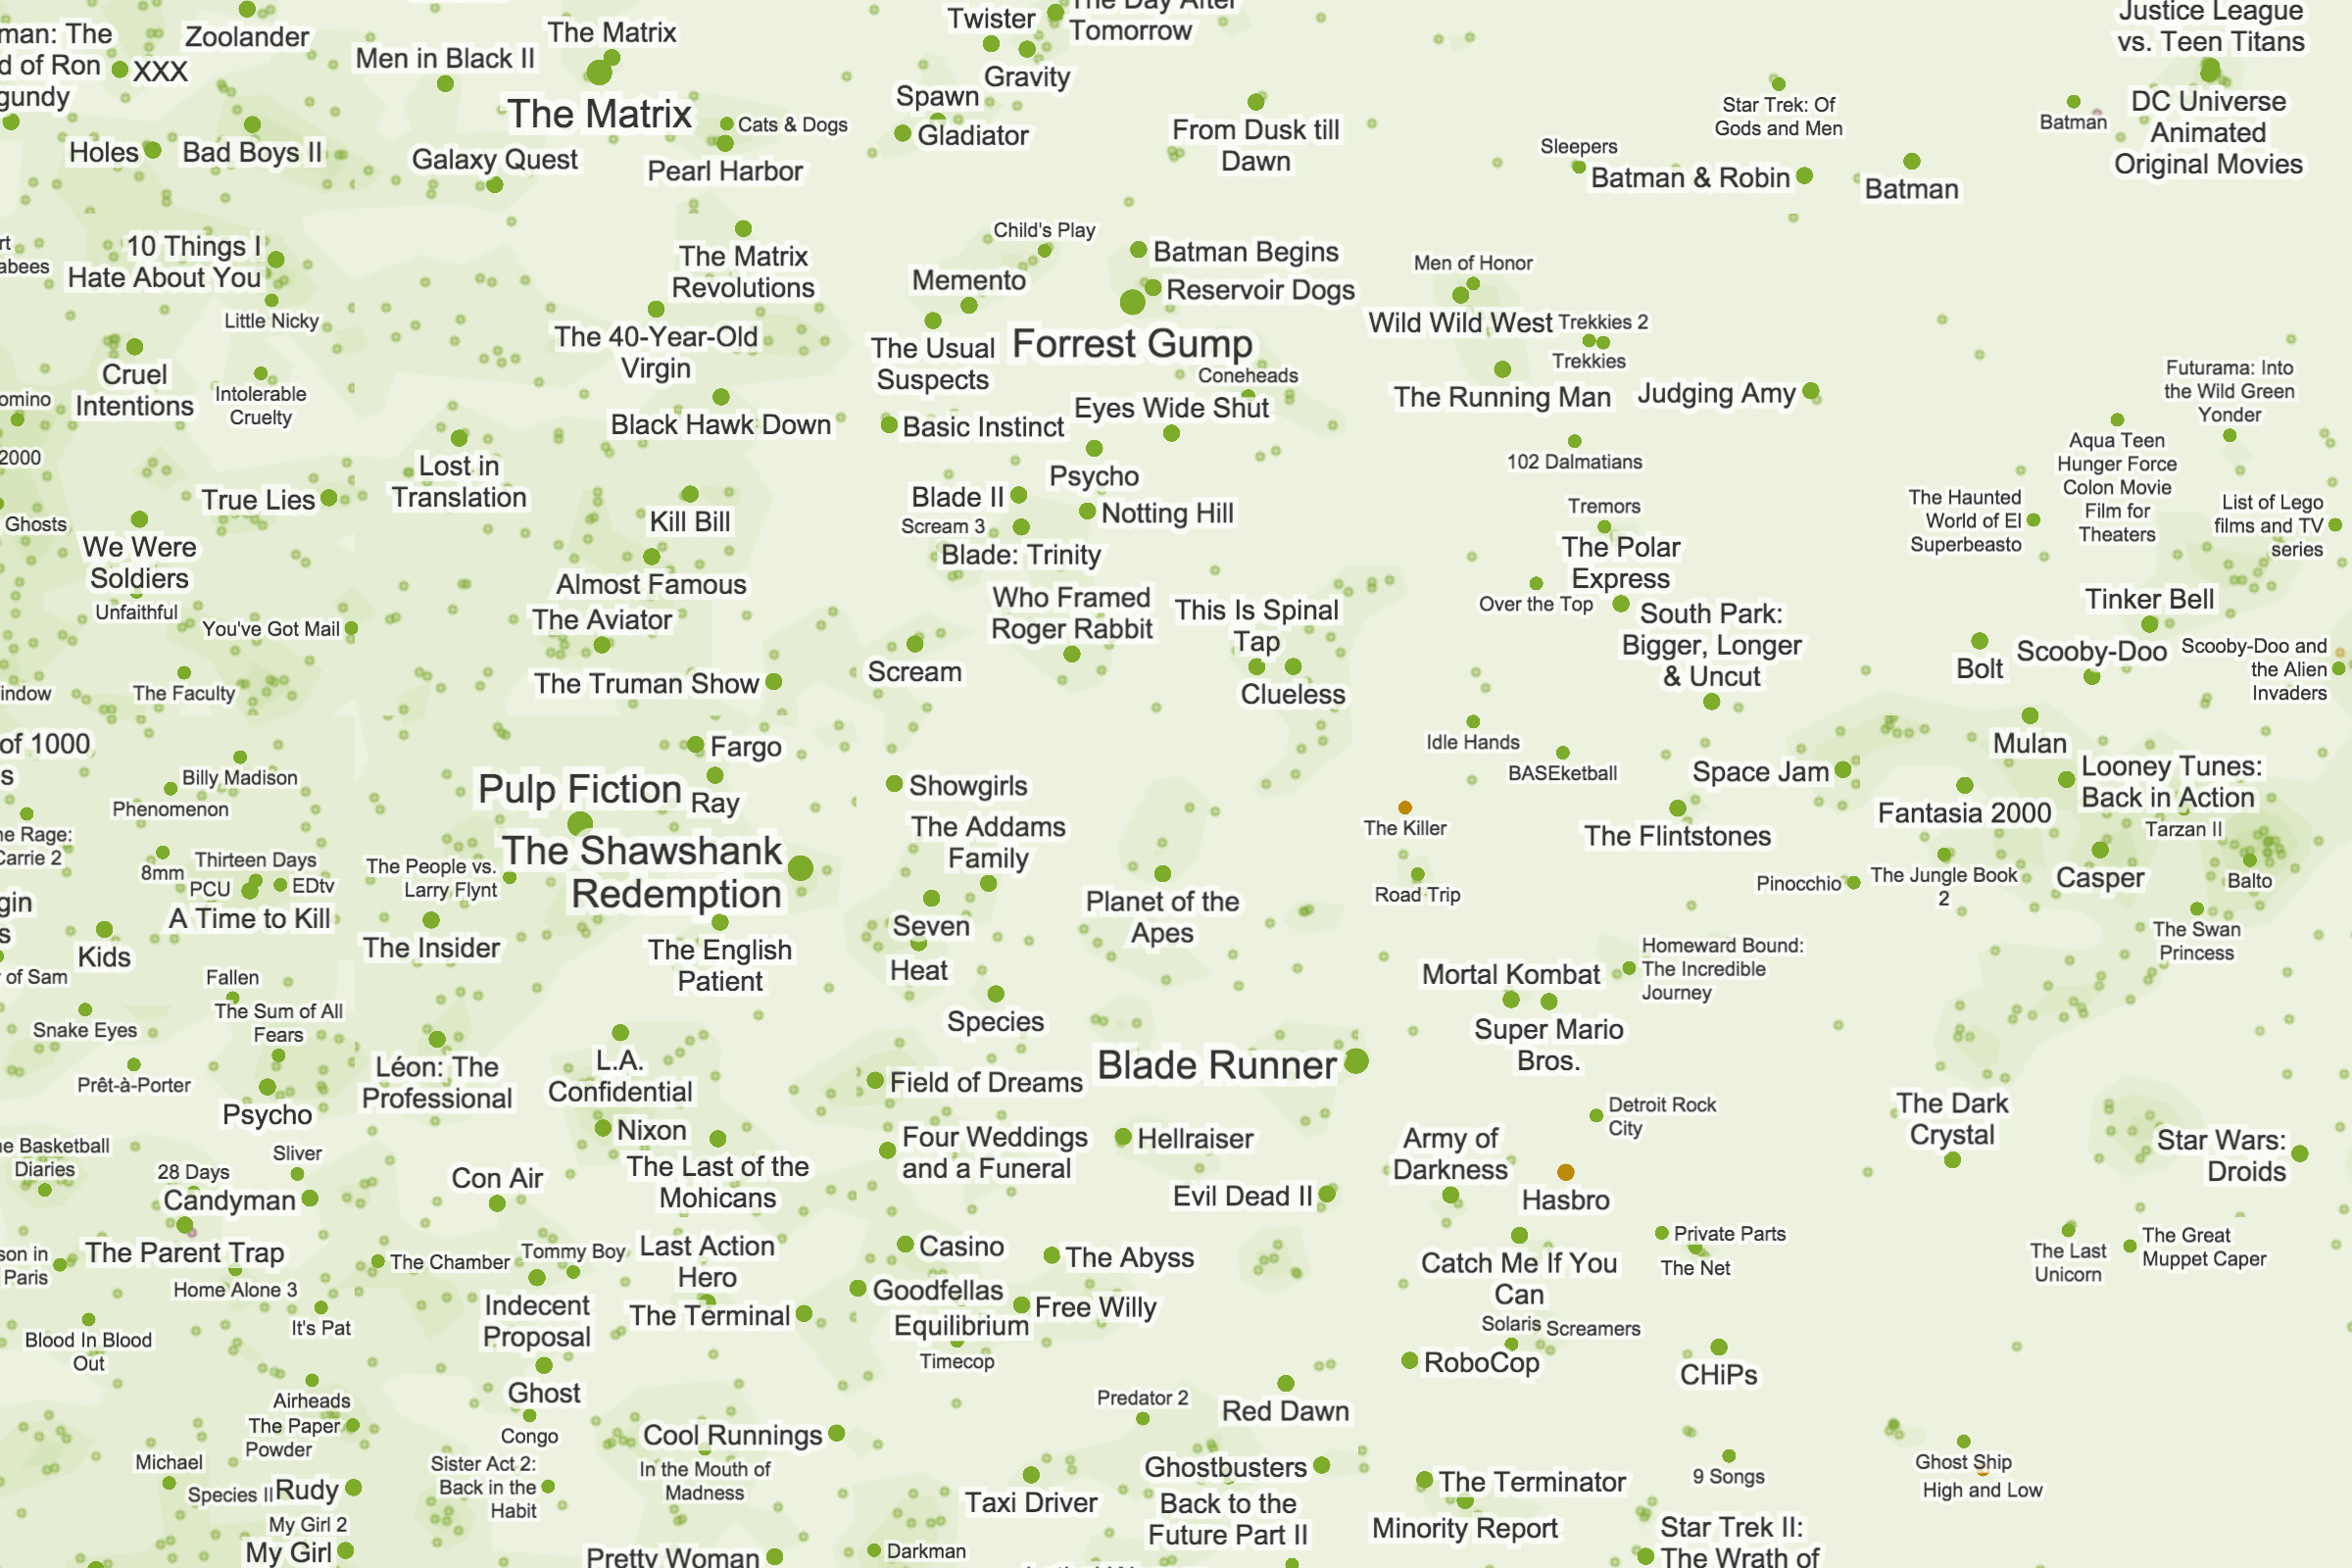 The Day After
Tomorrow
Justice League
vs. Teen Titans
Twister
man: The
d of Ron
gundy
Zoolander
The Matrix
Men in Black II
XXX
Gravity
Spawn
Gladiator
DC Universe
Animated
Original Movies
Star Trek: Of
Gods and Men
Batman
The Matrix
Cats & Dogs
From Dusk till
Dawn
Holes
Bad Boys II
Galaxy Quest
Pearl Harbor
Sleepers
Batman & Robin
Batman
Child's Play
rt
abees
10 Things I
Hate About You
The Matrix
Revolutions
Batman Begins
Men of Honor
Memento
Reservoir Dogs
Little Nicky
Wild Wild West
Trekkies 2
The 40-Year-Old
Virgin
The Usual
Suspects
Forrest Gump
Trekkies
Coneheads
Cruel
Intentions
Intolerable
Cruelty
The Running Man
Judging Amy
Futurama: Into
the Wild Green
Yonder
omino
Eyes Wide Shut
Black Hawk Down
Basic Instinct
Aqua Teen
Hunger Force
Colon Movie
Film for
Theaters
2000
Lost in
Translation
102 Dalmatians
Psycho
True Lies
Blade II
The Haunted
World of El
Superbeasto
List of Lego
films and TV
series
Tremors
Ghosts
Kill Bill
Scream 3
Notting Hill
We Were
Soldiers
Blade: Trinity
The Polar
Express
Almost Famous
Unfaithful
Who Framed
Roger Rabbit
This Is Spinal
Tap
Over the Top
Tinker Bell
You've Got Mail
The Aviator
South Park:
Bigger, Longer
& Uncut
Scooby-Doo
Scooby-Doo and
the Alien
Invaders
Scream
Bolt
indow
The Faculty
The Truman Show
Clueless
of 1000
s
Fargo
Idle Hands
Mulan
Billy Madison
BASEketball
Space Jam
Looney Tunes:
Back in Action
Pulp Fiction
Ray
Showgirls
Phenomenon
Fantasia 2000
ne Rage:
Carrie 2
The Addams
Family
The Killer
The Flintstones
Tarzan II
The Shawshank
Redemption
Thirteen Days
8mm
PCU
EDtv
The People vs.
Larry Flynt
Road Trip
Pinocchio
The Jungle Book
2
Casper
Balto
gin
s
A Time to Kill
Planet of the
Apes
Seven
The Insider
The English
Patient
The Swan
Princess
Kids
r of Sam
Fallen
Heat
Mortal Kombat
Homeward Bound:
The Incredible
Journey
The Sum of All
Fears
Snake Eyes
Species
Super Mario
Bros.
Léon: The
Professional
L.A.
Confidential
Field of Dreams
Blade Runner
Prêt-à-Porter
Psycho
Detroit Rock
City
The Dark
Crystal
ne Basketball
Diaries
Sliver
Nixon
Four Weddings
and a Funeral
Hellraiser
Army of
Darkness
Star Wars:
Droids
28 Days
Con Air
The Last of the
Mohicans
Candyman
Evil Dead II
Hasbro
The Parent Trap
son in
Paris
The Chamber
Tommy Boy
Last Action
Hero
Casino
The Abyss
Private Parts
The Net
The Last
Unicorn
The Great
Muppet Caper
Catch Me If You
Can
Home Alone 3
Goodfellas
Free Willy
It's Pat
Indecent
Proposal
The Terminal
Equilibrium
Solaris
Screamers
Blood In Blood
Out
Timecop
RoboCop
CHiPs
Ghost
Airheads
Predator 2
Red Dawn
The Paper
Powder
Congo
Cool Runnings
Michael
Sister Act 2:
Back in the
Habit
In the Mouth of
Madness
Ghostbusters
Ghost Ship
9 Songs
High and Low
Species II
Rudy
Taxi Driver
Back to the
Future Part II
The Terminator
My Girl 2
Minority Report
Star Trek II:
The Wrath of
My Girl
Pretty Woman
Darkman